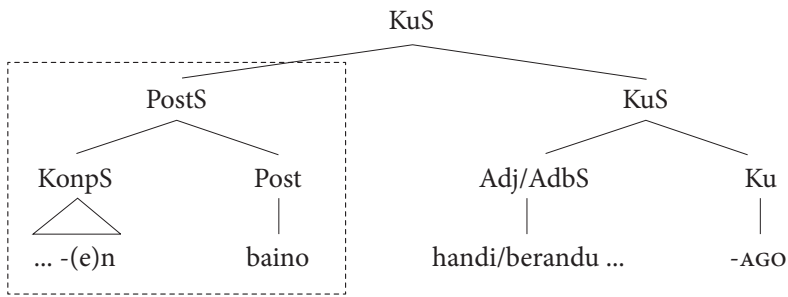 KuS
PostS KuS
KonpS Post Adj/AdbS Ku
... -(e)n baino handi/berandu ... -AGO